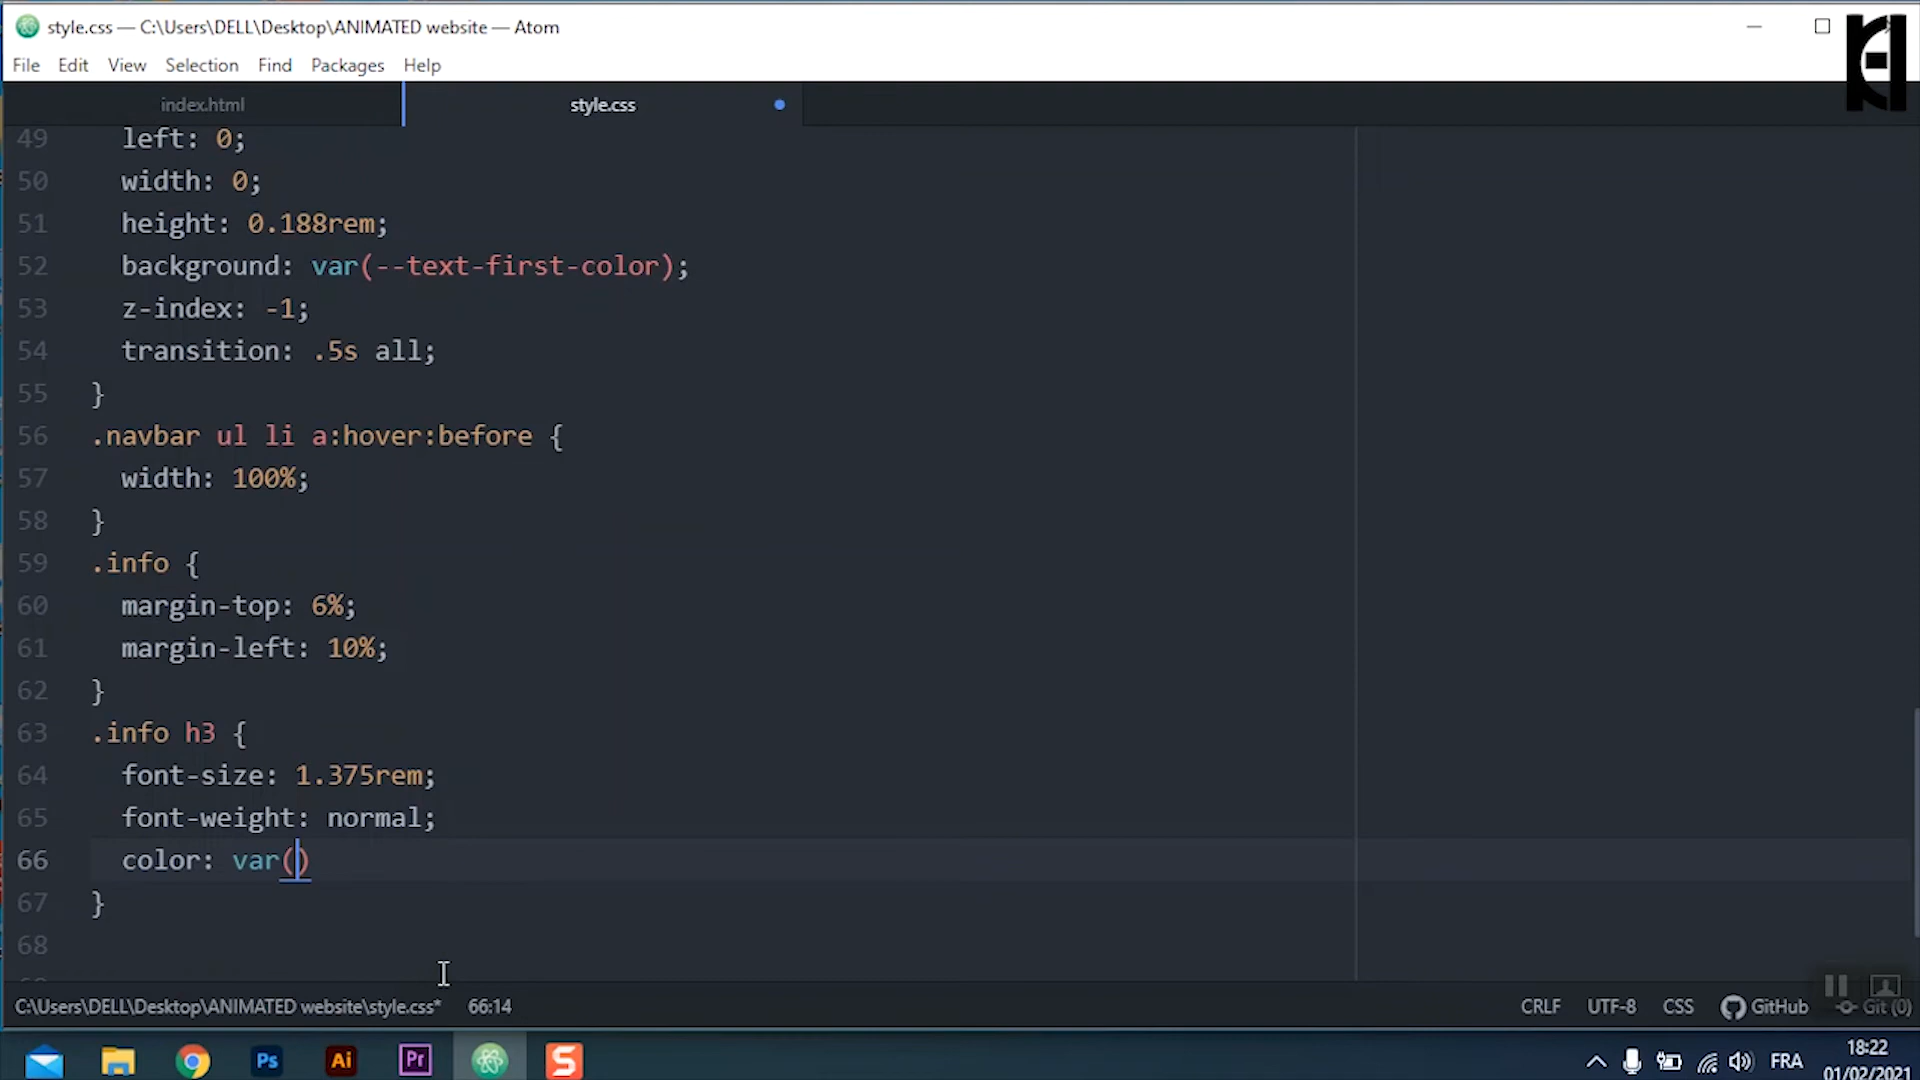 style.css — C:\Users\DELL\Desktop\ANIMATED website — Atom
File Edit View Selection Find Packages Help
index.html style.css
49 left: 0;
50 width: 0;
51 height: 0.188rem;
52 background: var(--text-first-color);
53 z-index: -1;
54 transition: .5s all;
55 }
56 .navbar ul li a:hover:before {
57 width: 100%;
58 }
59 .info {
60 margin-top: 6%;
61 margin-left: 10%;
62 }
63 .info h3 {
64 font-size: 1.375rem;
65 font-weight: normal;
66 color: var()
67 }
68
C:\Users\DELL\Desktop\ANIMATED website\style.css* 66:14 CRLF UTF-8 CSS GitHub Git (0)
Ps Ai Pr S FRA 18:22
01/02/2021